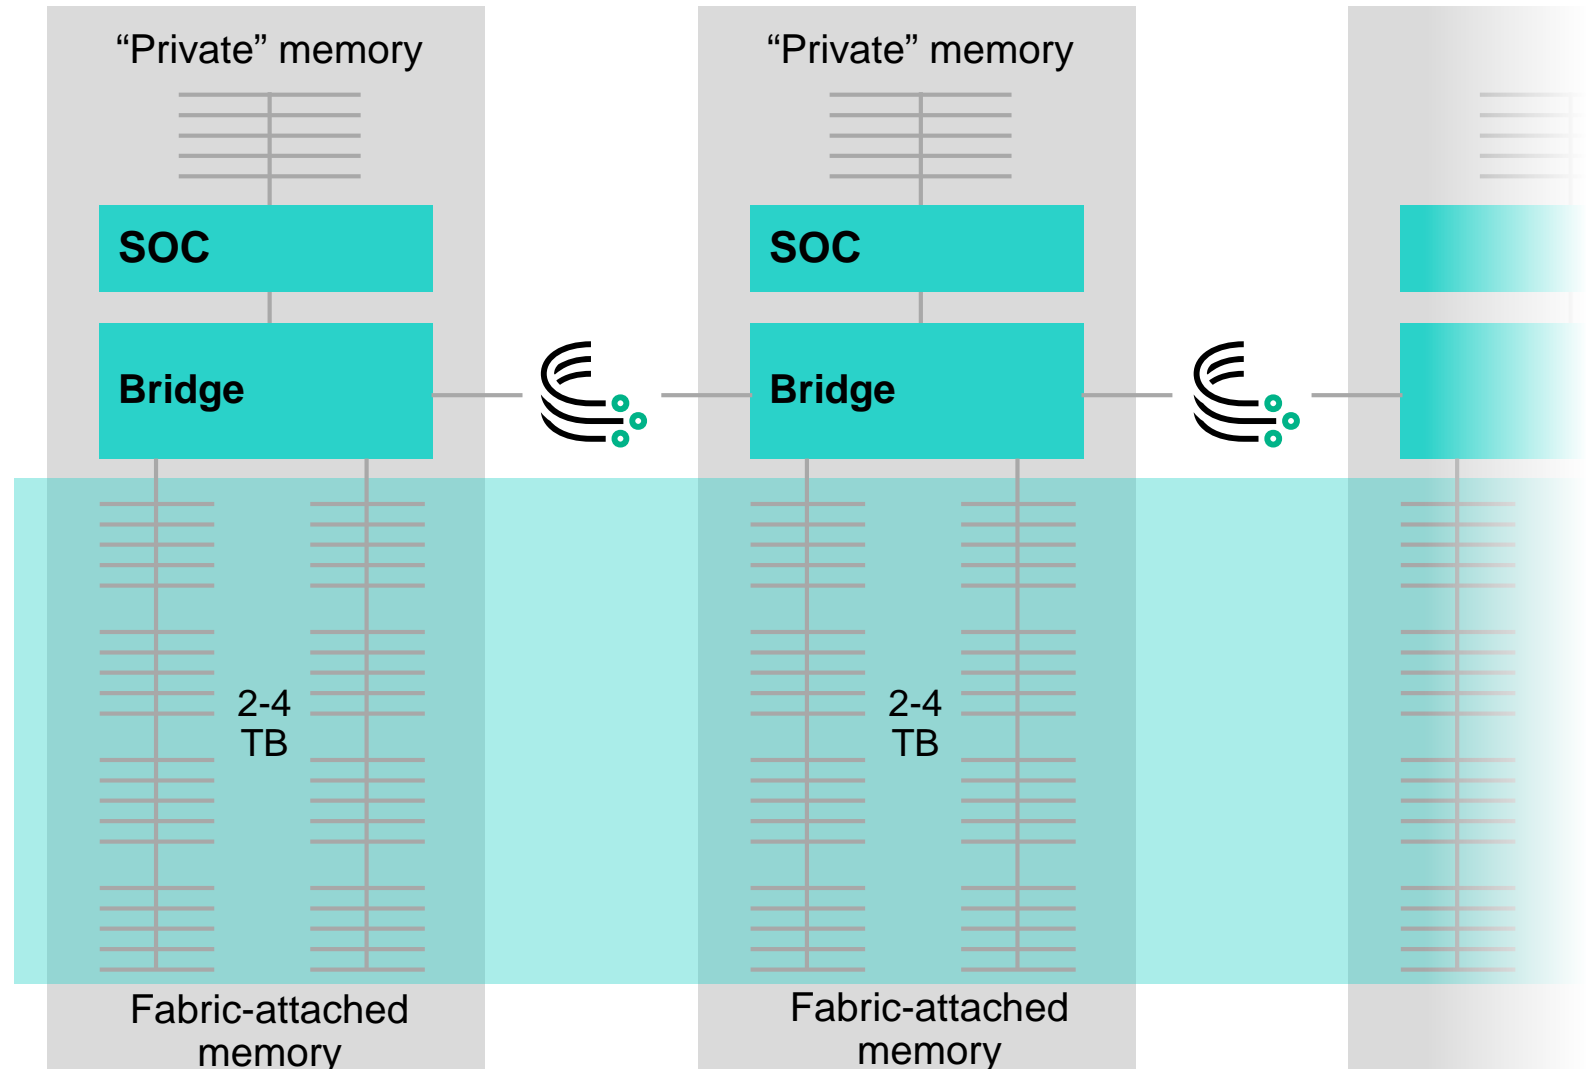 “Private” memory
“Private” memory
SOC
SOC
Bridge
Bridge
2-4
TB
2-4
TB
Fabric-attached
memory
Fabric-attached
memory